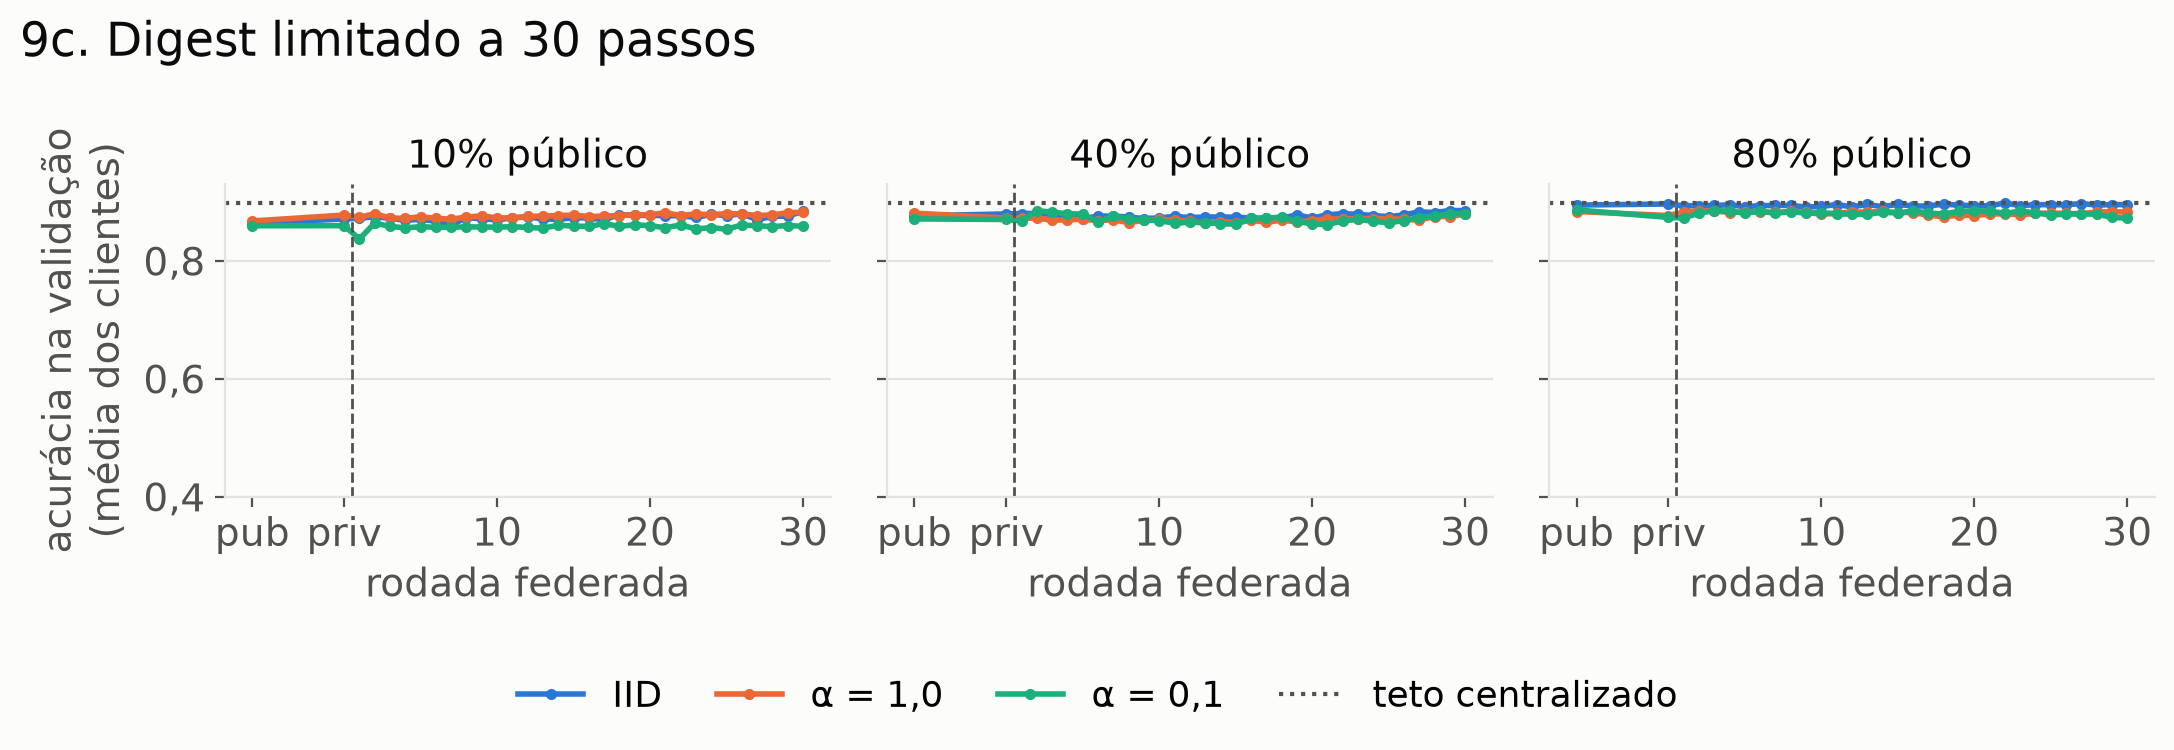 9c. Digest limitado a 30 passos
acurácia na validação
(média dos clientes)
10% público
40% público
80% público
0,8
0,6
0,4
pub priv 10 20 30
pub priv 10 20 30
pub priv 10 20 30
rodada federada
rodada federada
rodada federada
IID
α = 1,0
α = 0,1
teto centralizado